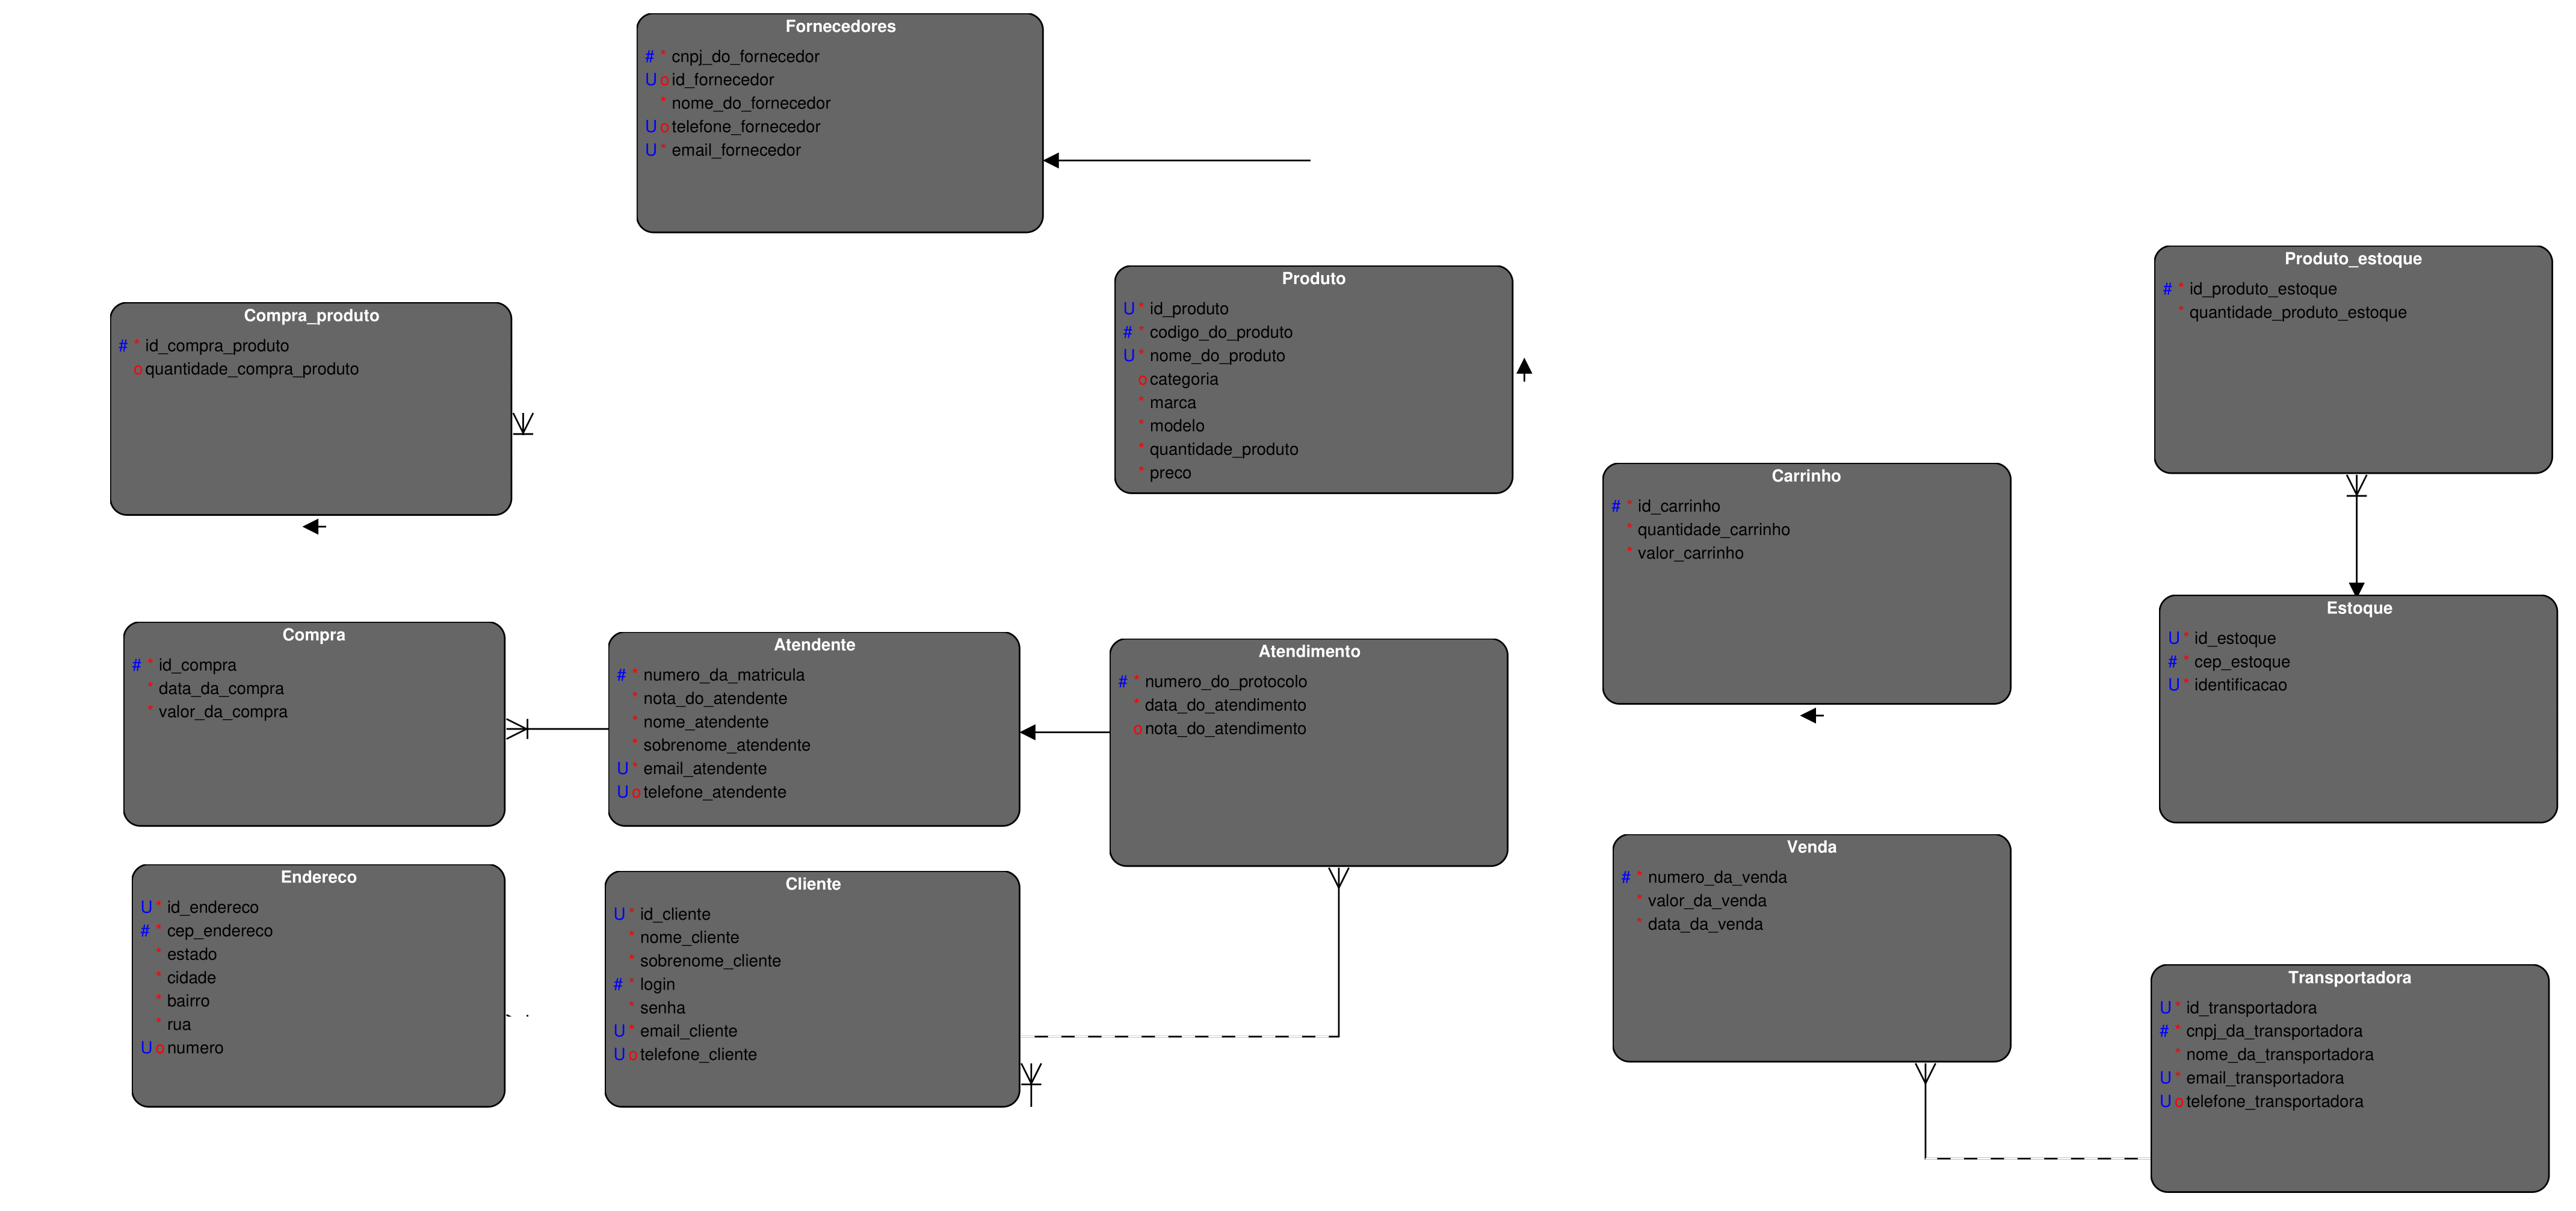 Fornecedores
# * cnpj_do_fornecedor
U o id_fornecedor
* nome_do_fornecedor
U o telefone_fornecedor
U * email_fornecedor
Compra_produto
# * id_compra_produto
o quantidade_compra_produto
Produto
U * id_produto
# * codigo_do_produto
U * nome_do_produto
o categoria
* marca
* modelo
* quantidade_produto
* preco
Produto_estoque
# * id_produto_estoque
* quantidade_produto_estoque
Carrinho
# * id_carrinho
* quantidade_carrinho
* valor_carrinho
Compra
# * id_compra
* data_da_compra
* valor_da_compra
Atendente
# * numero_da_matricula
* nota_do_atendente
* nome_atendente
* sobrenome_atendente
U * email_atendente
U o telefone_atendente
Atendimento
# * numero_do_protocolo
* data_do_atendimento
o nota_do_atendimento
Estoque
U * id_estoque
# * cep_estoque
U * identificacao
Endereco
U * id_endereco
# * cep_endereco
* estado
* cidade
* bairro
* rua
U o numero
Cliente
U * id_cliente
* nome_cliente
* sobrenome_cliente
# * login
* senha
U * email_cliente
U o telefone_cliente
Venda
# * numero_da_venda
* valor_da_venda
* data_da_venda
Transportadora
U * id_transportadora
# * cnpj_da_transportadora
* nome_da_transportadora
U * email_transportadora
U o telefone_transportadora